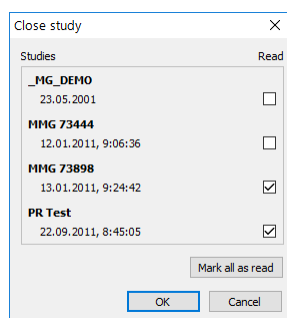 Close study
Studies Read
_MG_DEMO
23.05.2001
MMG 73444
12.01.2011, 9:06:36
MMG 73898
13.01.2011, 9:24:42
PR Test
22.09.2011, 8:45:05
Mark all as read
OK Cancel